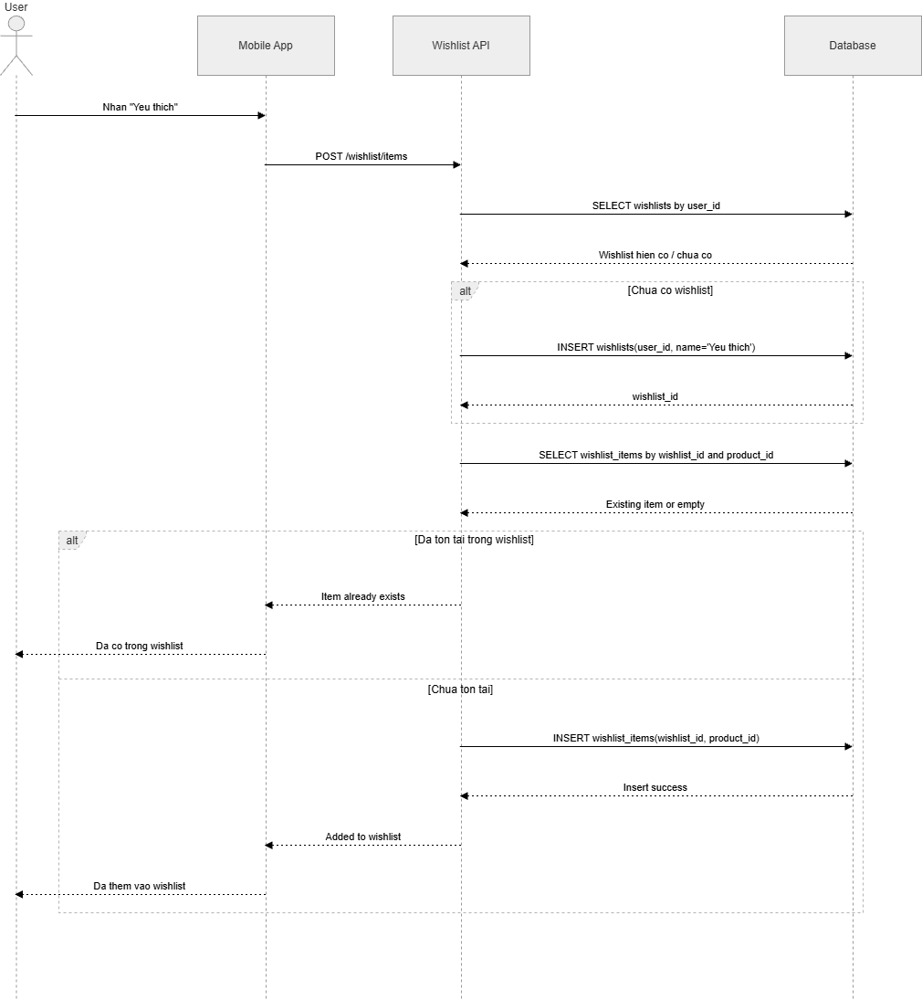 User
Mobile App
Wishlist API
Database
Nhan "Yeu thich"
POST /wishlist/items
SELECT wishlists by user_id
Wishlist hien co / chua co
alt
[Chua co wishlist]
INSERT wishlists(user_id, name='Yeu thich')
wishlist_id
SELECT wishlist_items by wishlist_id and product_id
Existing item or empty
alt
[Da ton tai trong wishlist]
Item already exists
Da co trong wishlist
[Chua ton tai]
INSERT wishlist_items(wishlist_id, product_id)
Insert success
Added to wishlist
Da them vao wishlist